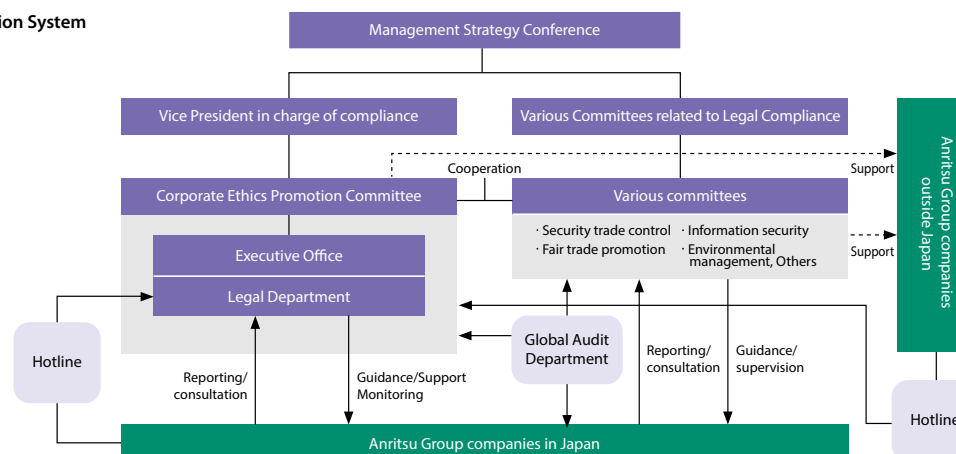 ion System
Management Strategy Conference
Vice President in charge of compliance
Various Committees related to Legal Compliance
Cooperation
Support
Corporate Ethics Promotion Committee
Various committees
· Security trade control
· Information security
· Fair trade promotion
· Environmental
management, Others
Support
Anritsu Group companies
outside Japan
Executive Office
Legal Department
Hotline
Global Audit
Department
Reporting/
consultation
Guidance/Support
Monitoring
Reporting/
consultation
Guidance/
supervision
Hotline
Anritsu Group companies in Japan